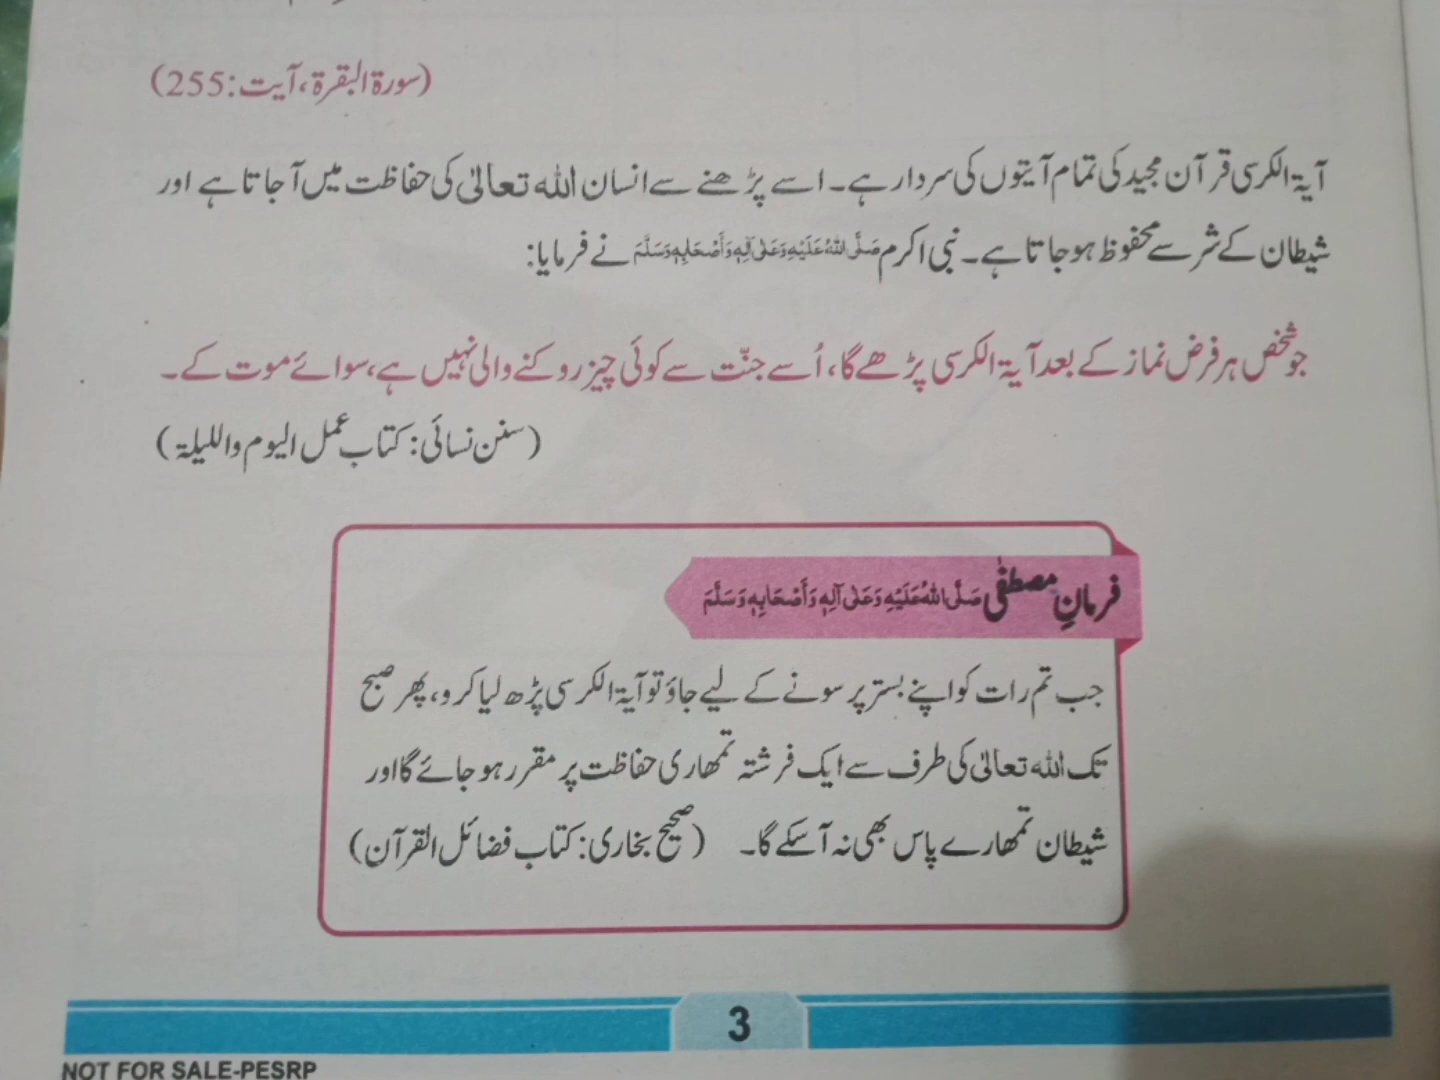 (سورۃ البقرۃ، آیت: 255)
آیۃ الکرسی قرآن مجید کی تمام آیتوں کی سردار ہے۔ اسے پڑھنے سے انسان اللہ تعالیٰ کی حفاظت میں آجاتا ہے اور
شیطان کے شر سے محفوظ ہو جاتا ہے۔ نبی اکرم صَلَّی اللہُ عَلَیْہِ وَعَلٰی آلِہٖ وَأَصْحَابِہٖ وَسَلَّمَ نے فرمایا:
جو شخص ہر فرض نماز کے بعد آیۃ الکرسی پڑھے گا، اُسے جنّت سے کوئی چیز روکنے والی نہیں ہے، سوائے موت کے۔
(سنن نسائی: کتاب عمل الیوم واللیلۃ)
فرمانِ مصطفٰی صَلَّی اللہُ عَلَیْہِ وَعَلٰی آلِہٖ وَأَصْحَابِہٖ وَسَلَّمَ
جب تم رات کو اپنے بستر پر سونے کے لیے جاؤ تو آیۃ الکرسی پڑھ لیا کرو، پھر صبح
تک اللہ تعالیٰ کی طرف سے ایک فرشتہ تمھاری حفاظت پر مقرر ہو جائے گا اور
شیطان تمھارے پاس بھی نہ آسکے گا۔ (صحیح بخاری: کتاب فضائل القرآن)
3
NOT FOR SALE-PESRP